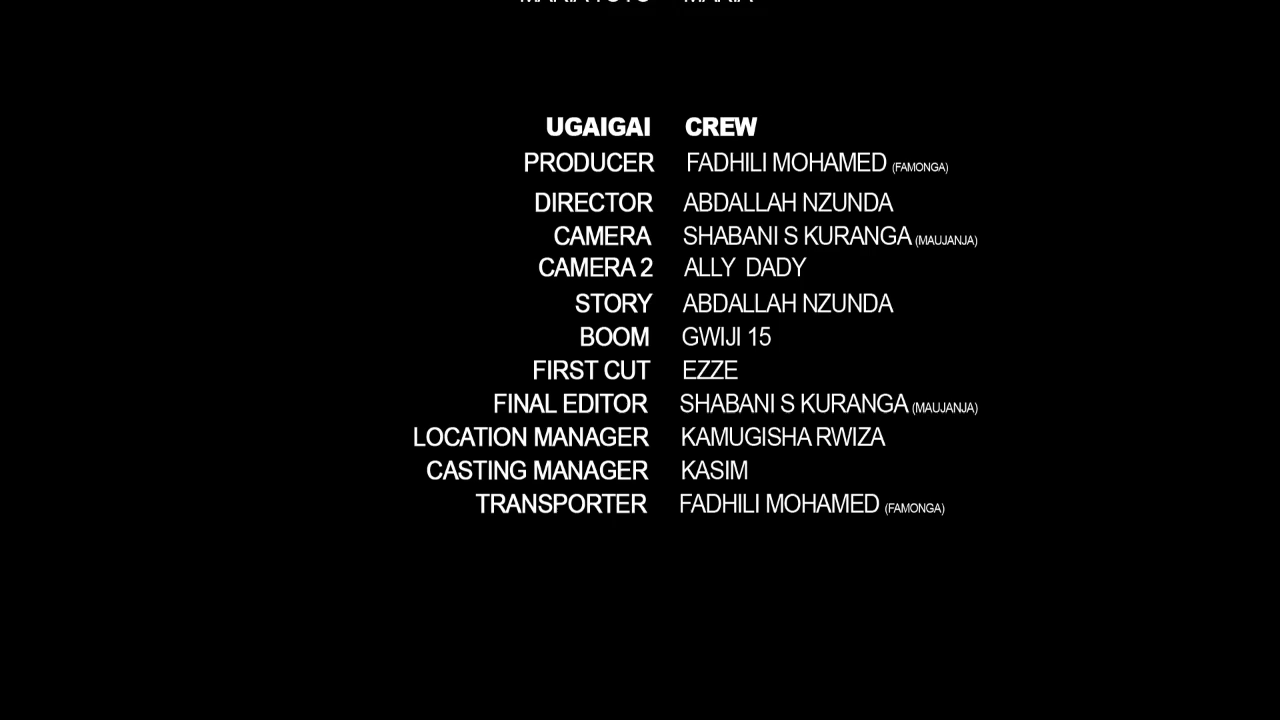 UGAIGAI CREW
PRODUCER FADHILI MOHAMED (FAMONGA)
DIRECTOR ABDALLAH NZUNDA
CAMERA SHABANI S KURANGA (MAUJANJA)
CAMERA 2 ALLY DADY
STORY ABDALLAH NZUNDA
BOOM GWIJI 15
FIRST CUT EZZE
FINAL EDITOR SHABANI S KURANGA (MAUJANJA)
LOCATION MANAGER KAMUGISHA RWIZA
CASTING MANAGER KASIM
TRANSPORTER FADHILI MOHAMED (FAMONGA)